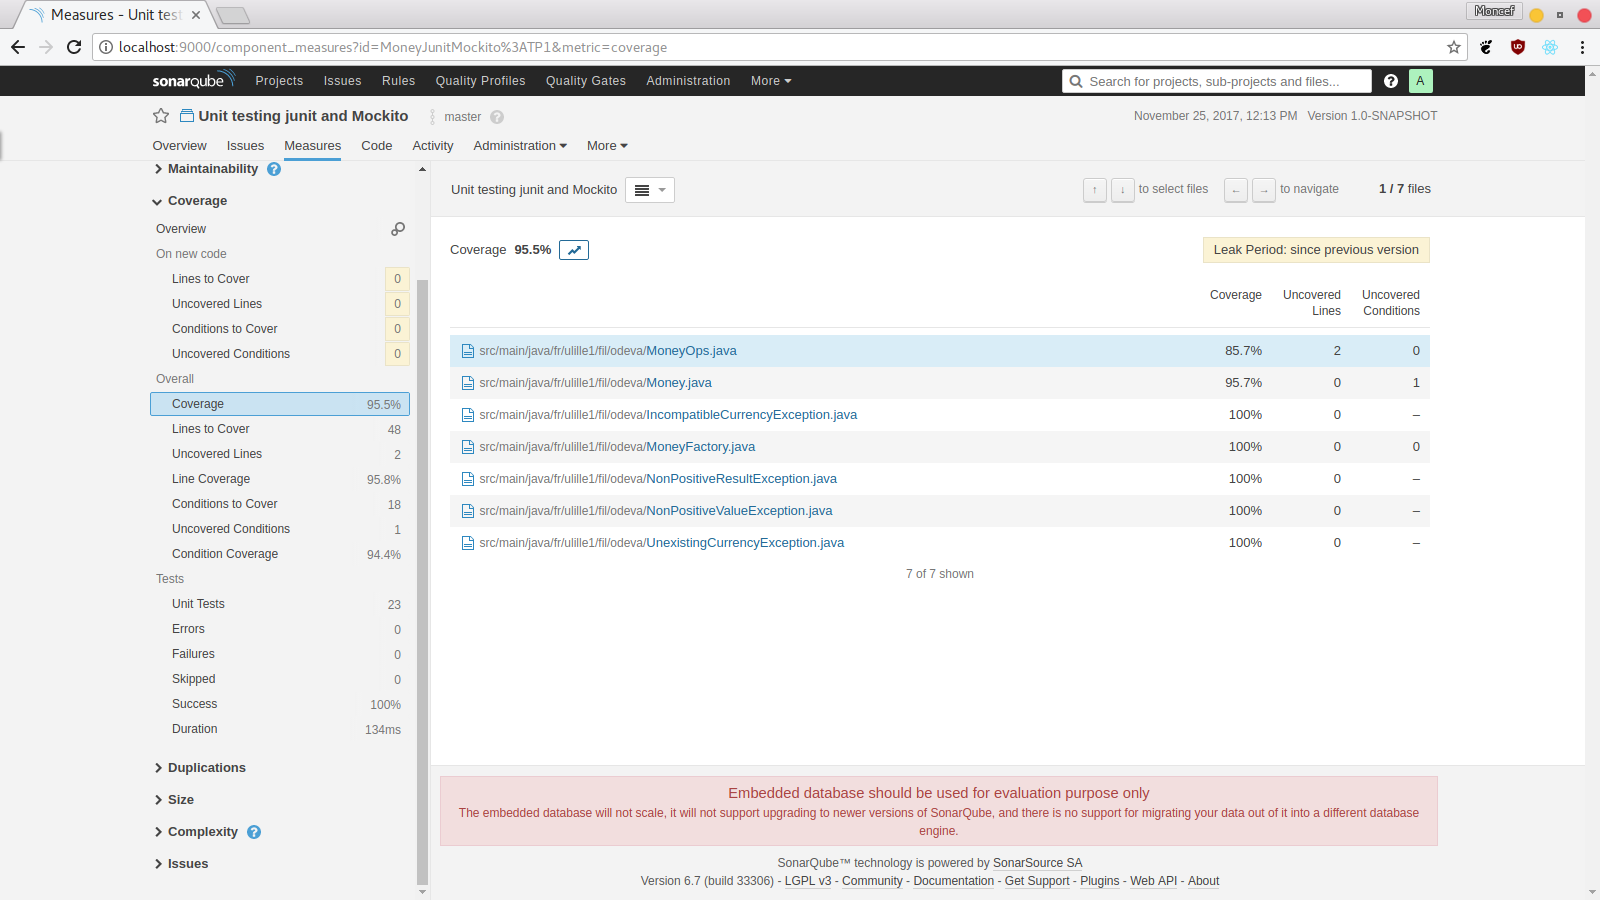 Measures - Unit tes
Moncef
localhost:9000/component_measures?id=MoneyJunitMockito%3ATP1&metric=coverage
sonarqube Projects Issues Rules Quality Profiles Quality Gates Administration More Search for projects, sub-projects and files... ? A
Unit testing junit and Mockito master ? November 25, 2017, 12:13 PM Version 1.0-SNAPSHOT
Overview Issues Measures Code Activity Administration More
Maintainability ?
Coverage
Overview
On new code
Lines to Cover 0
Uncovered Lines 0
Conditions to Cover 0
Uncovered Conditions 0
Overall
Coverage 95.5%
Lines to Cover 48
Uncovered Lines 2
Line Coverage 95.8%
Conditions to Cover 18
Uncovered Conditions 1
Condition Coverage 94.4%
Tests
Unit Tests 23
Errors 0
Failures 0
Skipped 0
Success 100%
Duration 134ms
Duplications
Size
Complexity ?
Issues
Unit testing junit and Mockito ↑ ↓ to select files ← → to navigate 1 / 7 files
Coverage 95.5% Leak Period: since previous version
Coverage Uncovered Uncovered
Lines Conditions
src/main/java/fr/ulille1/fil/odeva/MoneyOps.java 85.7% 2 0
src/main/java/fr/ulille1/fil/odeva/Money.java 95.7% 0 1
src/main/java/fr/ulille1/fil/odeva/IncompatibleCurrencyException.java 100% 0 –
src/main/java/fr/ulille1/fil/odeva/MoneyFactory.java 100% 0 0
src/main/java/fr/ulille1/fil/odeva/NonPositiveResultException.java 100% 0 –
src/main/java/fr/ulille1/fil/odeva/NonPositiveValueException.java 100% 0 –
src/main/java/fr/ulille1/fil/odeva/UnexistingCurrencyException.java 100% 0 –
7 of 7 shown
Embedded database should be used for evaluation purpose only
The embedded database will not scale, it will not support upgrading to newer versions of SonarQube, and there is no support for migrating your data out of it into a different database
engine.
SonarQube™ technology is powered by SonarSource SA
Version 6.7 (build 33306) - LGPL v3 - Community - Documentation - Get Support - Plugins - Web API - About